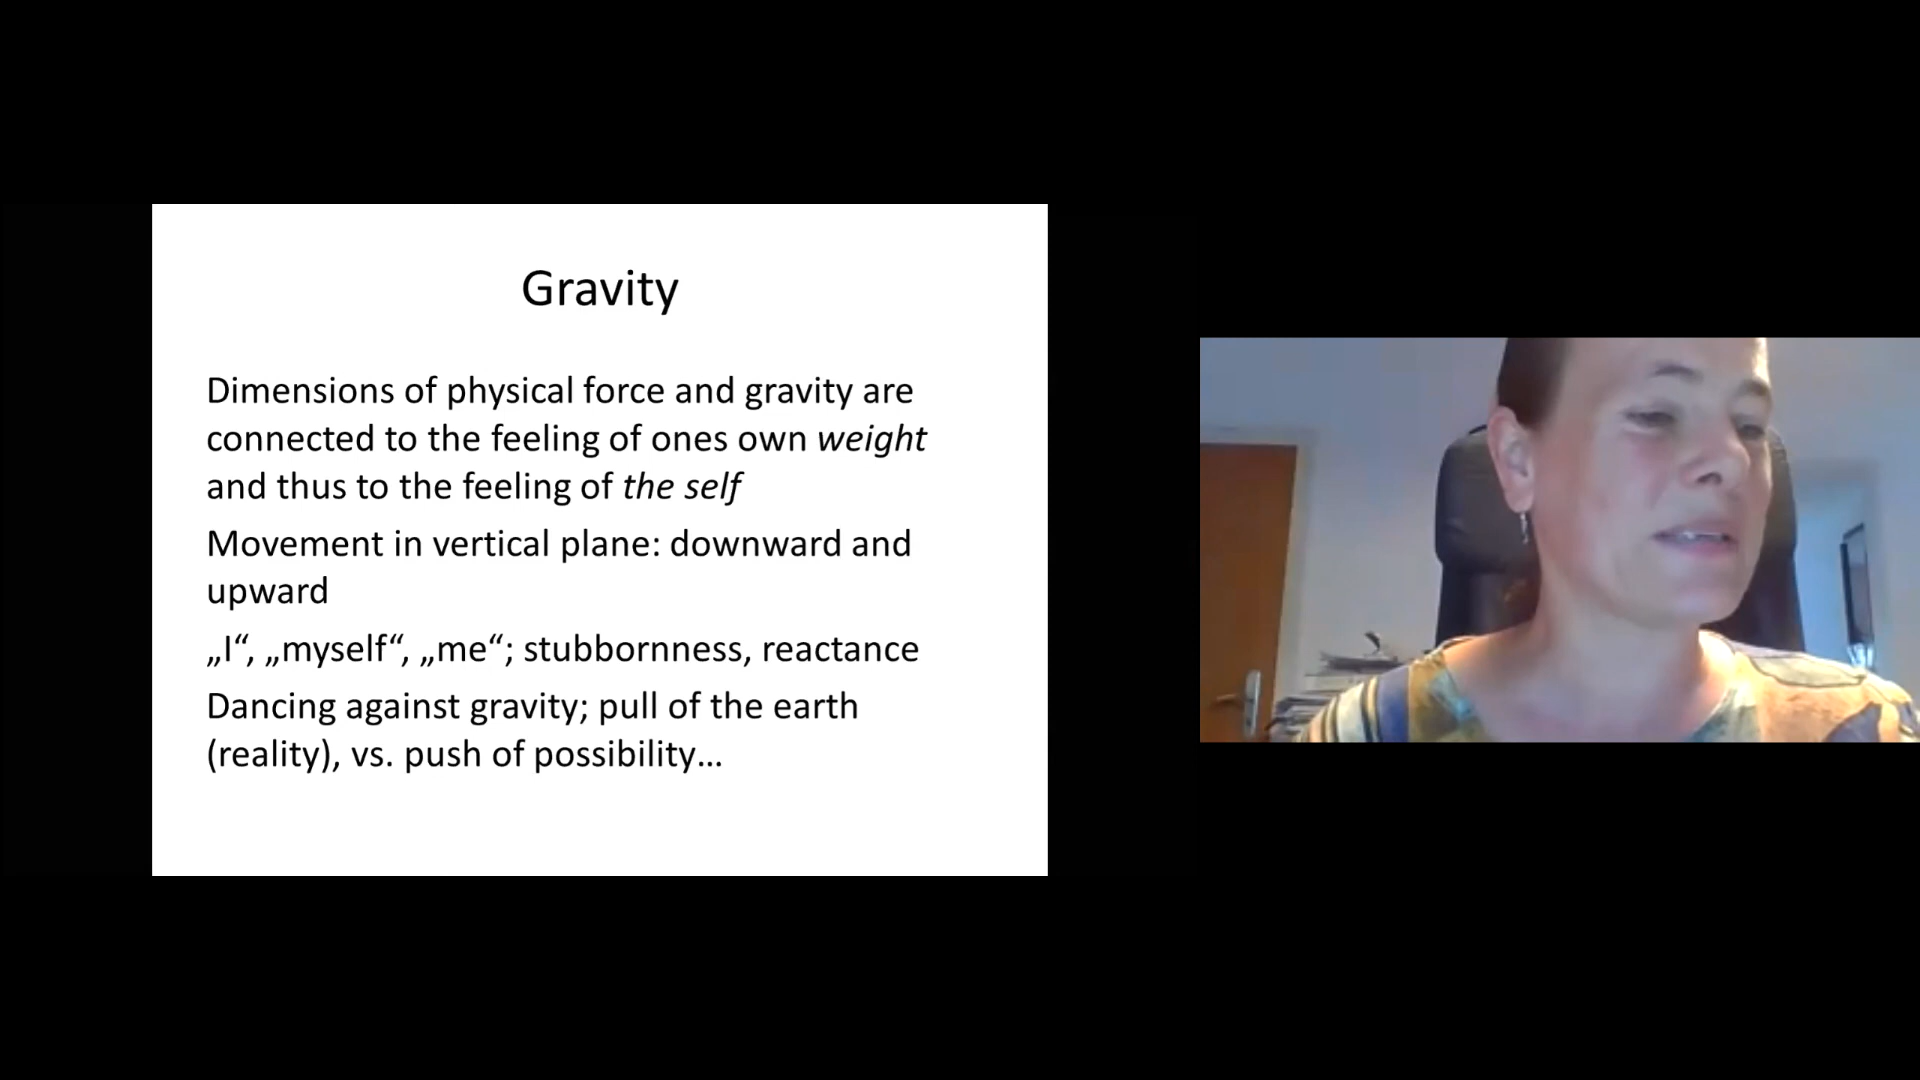 Gravity
Dimensions of physical force and gravity are
connected to the feeling of ones own weight
and thus to the feeling of the self
Movement in vertical plane: downward and
upward
„I“, „myself“, „me“; stubbornness, reactance
Dancing against gravity; pull of the earth
(reality), vs. push of possibility…